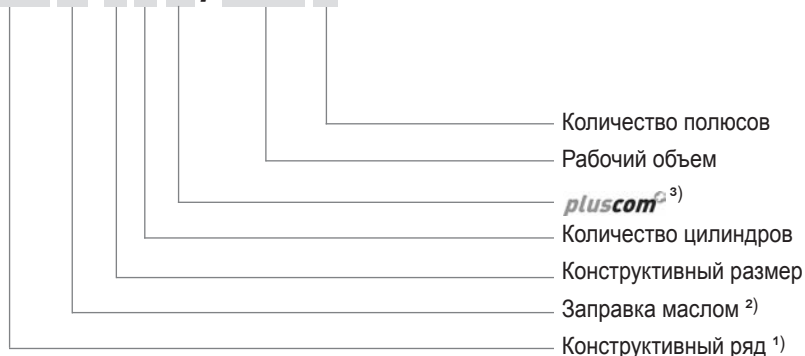 Количество полюсов
Рабочий объем
pluscom ³)
Количество цилиндров
Конструктивный размер
Заправка маслом ²)
Конструктивный ряд ¹)